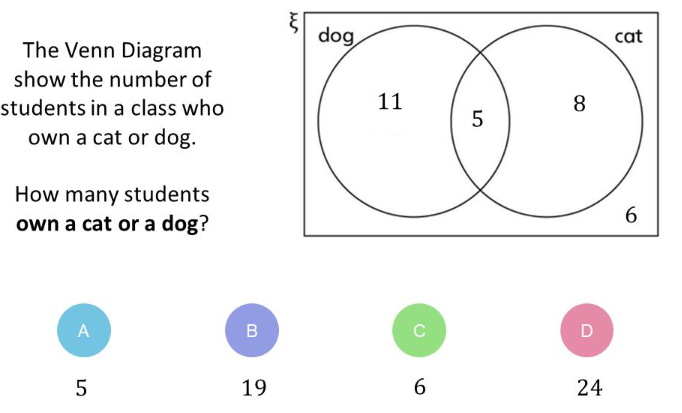 The Venn Diagram
show the number of
students in a class who
own a cat or dog.
How many students
own a cat or a dog?
ξ
dog
cat
11
5
8
6
A
B
C
D
5
19
6
24